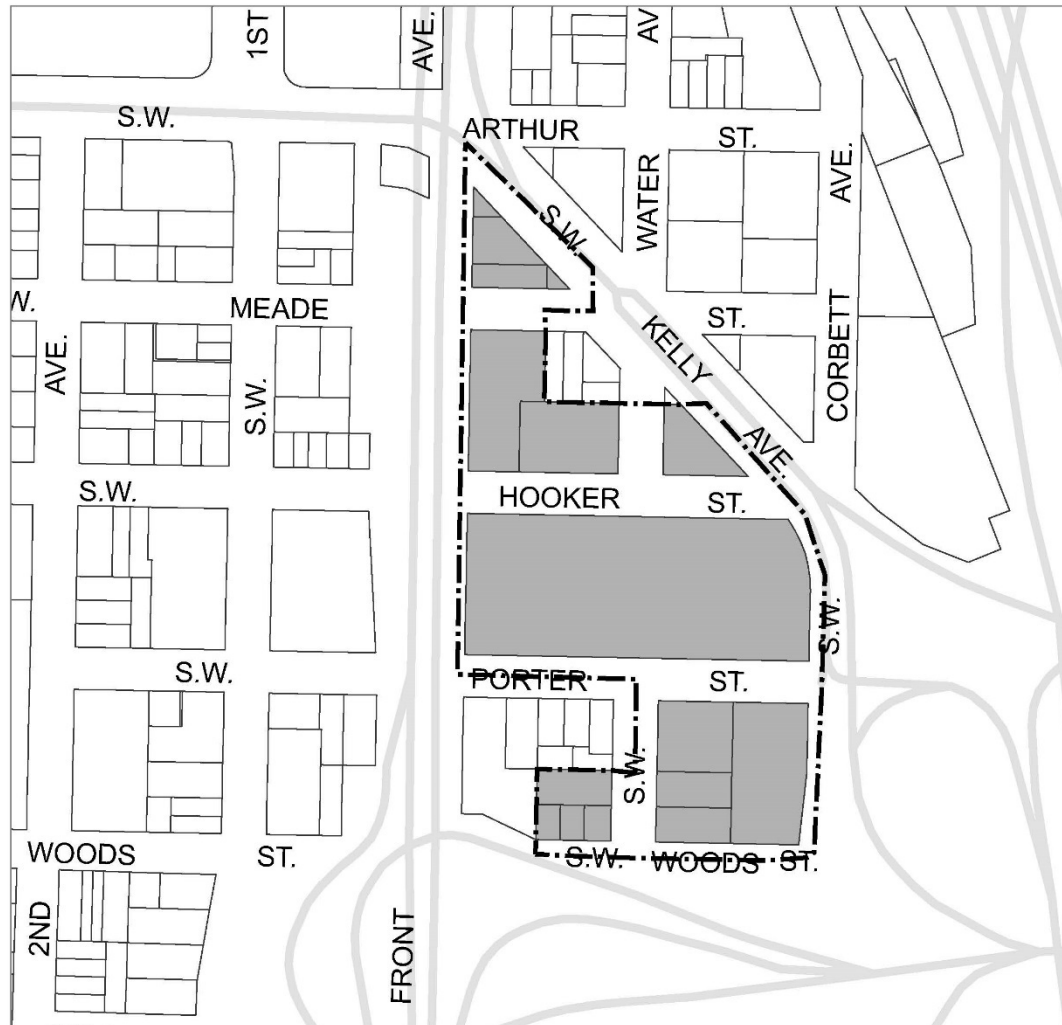 1ST
AVE.
AV
S.W.
ARTHUR
ST.
S.W.
WATER
AVE.
W.
MEADE
ST.
AVE.
KELLY
CORBETT
S.W.
AVE.
S.W.
HOOKER
ST.
S.W.
S.W.
PORTER
ST.
S.W.
WOODS
ST.
S.W.
WOODS
ST.
2ND
FRONT